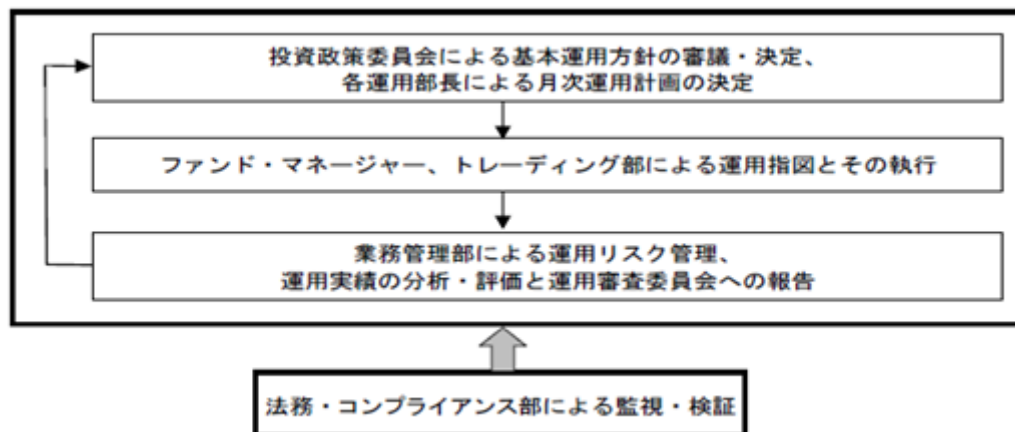 投資政策委員会による基本運用方針の審議・決定、
各運用部長による月次運用計画の決定
ファンド・マネージャー、トレーディング部による運用指図とその執行
業務管理部による運用リスク管理、
運用実績の分析・評価と運用審査委員会への報告
法務・コンプライアンス部による監視・検証